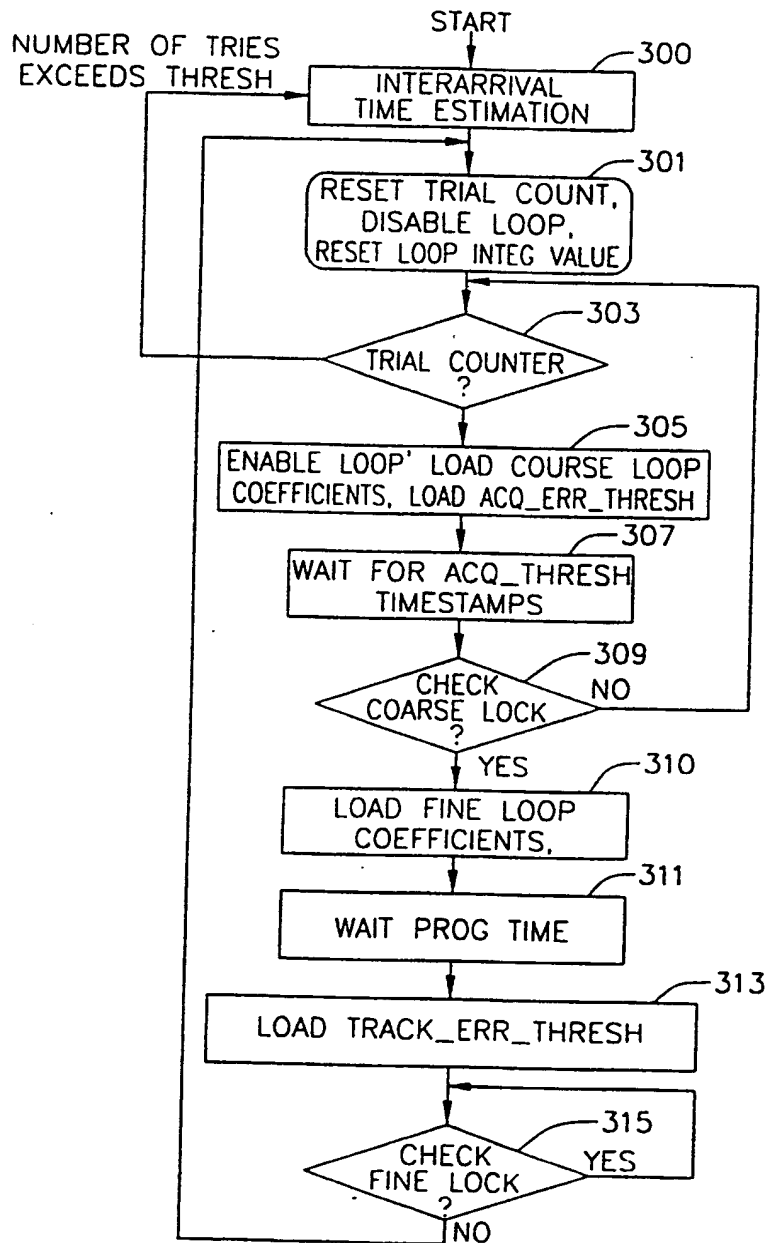 START
NUMBER OF TRIES
EXCEEDS THRESH
300
INTERARRIVAL
TIME ESTIMATION
301
RESET TRIAL COUNT,
DISABLE LOOP,
RESET LOOP INTEG VALUE
303
TRIAL COUNTER
?
305
ENABLE LOOP' LOAD COURSE LOOP
COEFFICIENTS, LOAD ACQ_ERR_THRESH
307
WAIT FOR ACQ_THRESH
TIMESTAMPS
309
CHECK
COARSE LOCK
?
NO
YES
310
LOAD FINE LOOP
COEFFICIENTS,
311
WAIT PROG TIME
313
LOAD TRACK_ERR_THRESH
315
CHECK
FINE LOCK
?
YES
NO